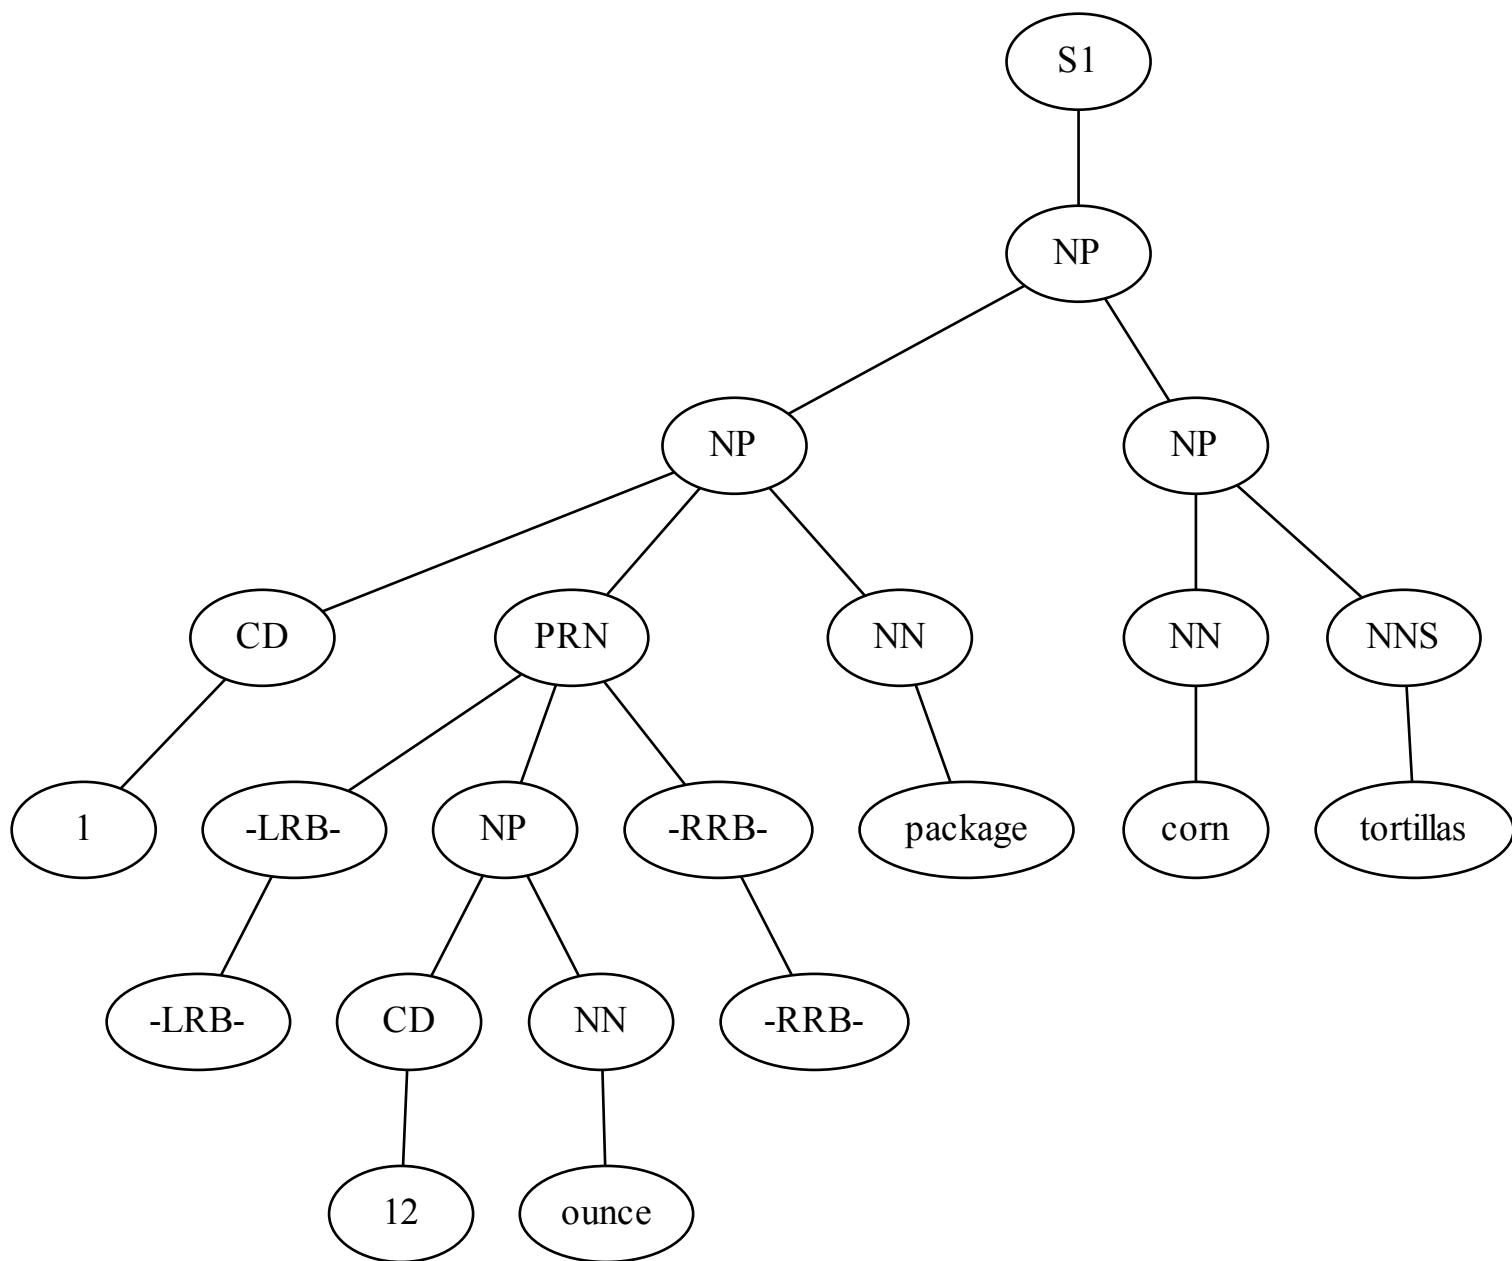 S1
NP
NP NP
CD PRN NN NN NNS
1 -LRB- NP -RRB- package corn tortillas
-LRB- CD NN -RRB-
12 ounce